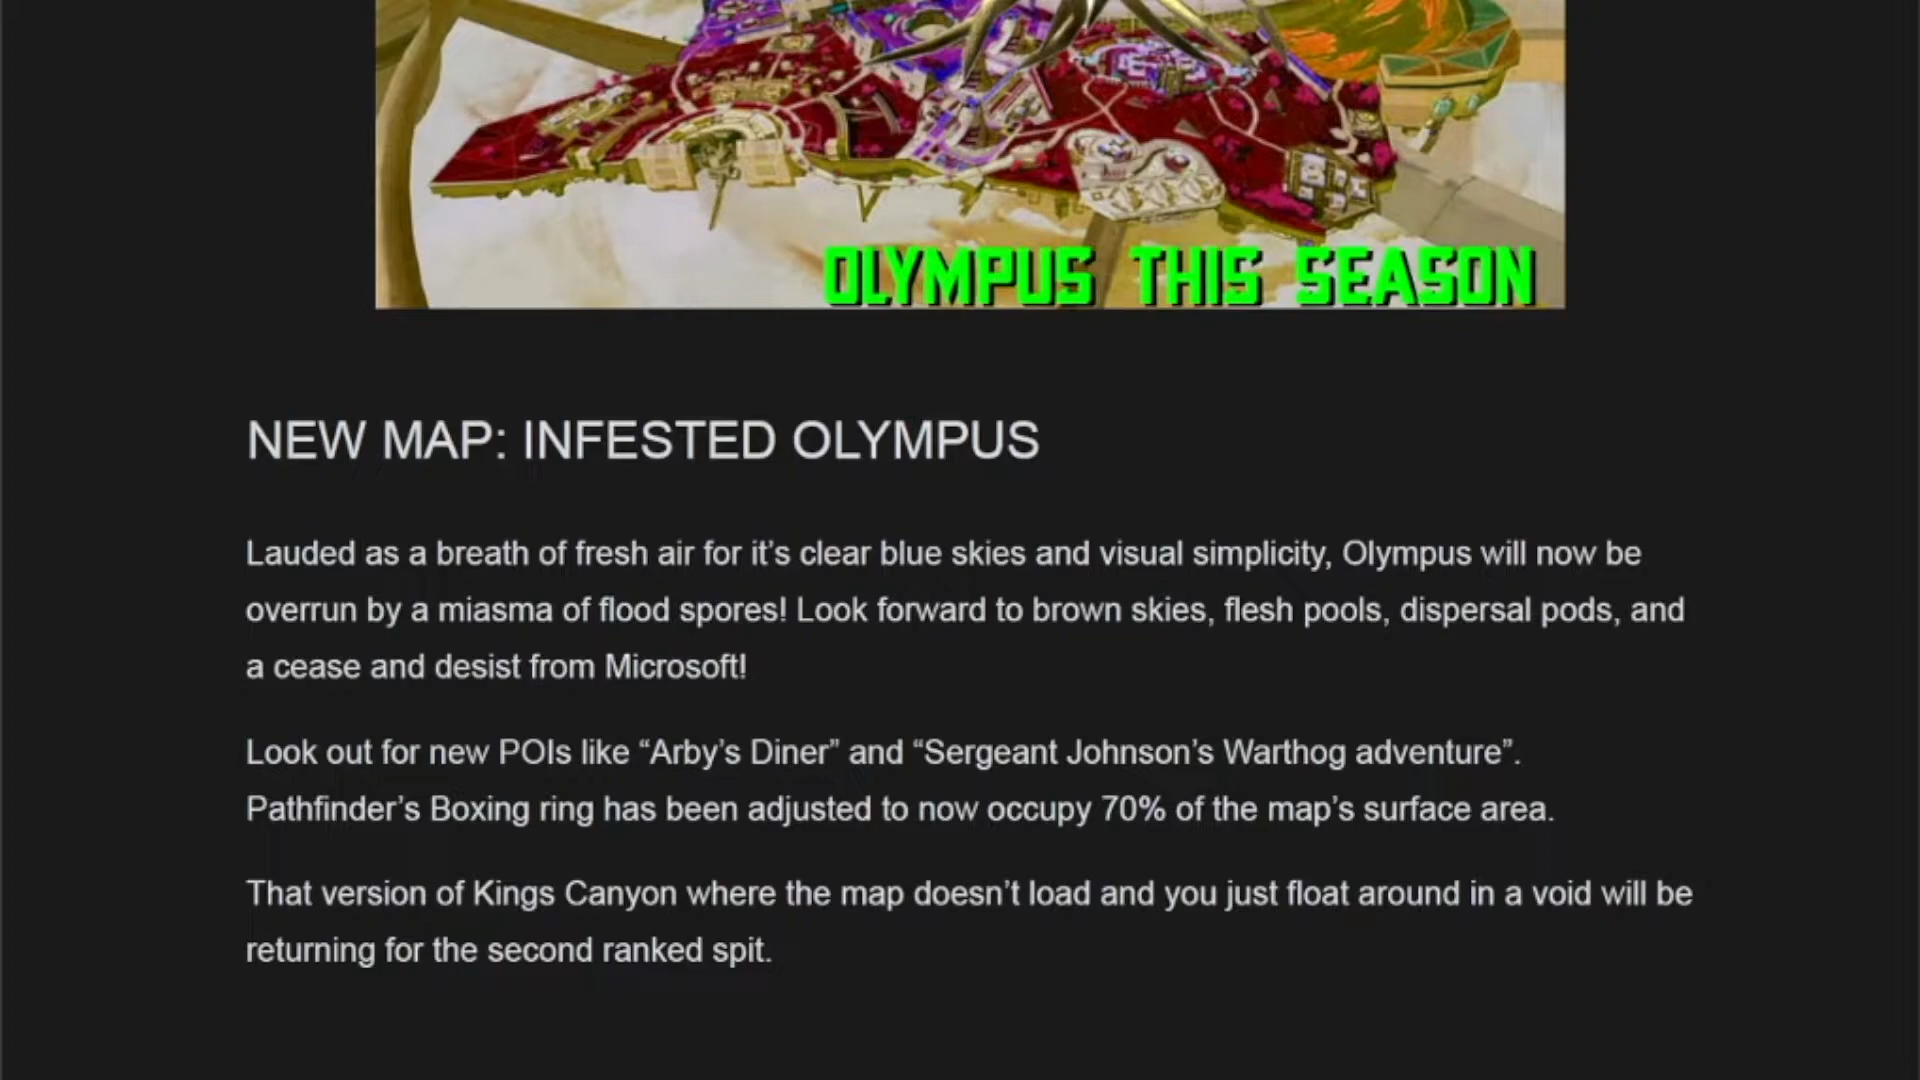 OLYMPUS THIS SEASON
NEW MAP: INFESTED OLYMPUS
Lauded as a breath of fresh air for it’s clear blue skies and visual simplicity, Olympus will now be
overrun by a miasma of flood spores! Look forward to brown skies, flesh pools, dispersal pods, and
a cease and desist from Microsoft!
Look out for new POIs like “Arby’s Diner” and “Sergeant Johnson’s Warthog adventure”.
Pathfinder’s Boxing ring has been adjusted to now occupy 70% of the map’s surface area.
That version of Kings Canyon where the map doesn’t load and you just float around in a void will be
returning for the second ranked spit.